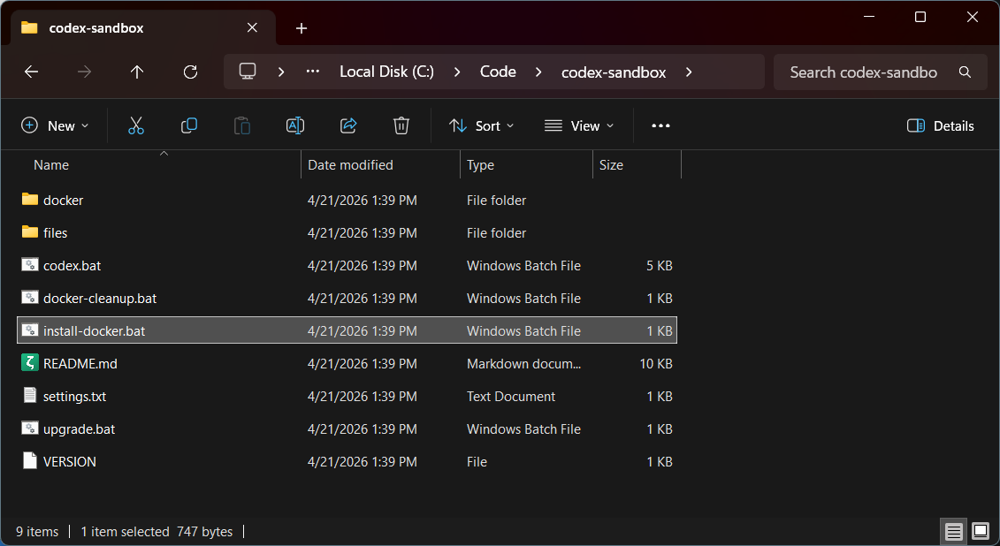 codex-sandbox
Local Disk (C:) Code codex-sandbox Search codex-sandbo
New Sort View Details
Name Date modified Type Size
docker 4/21/2026 1:39 PM File folder
files 4/21/2026 1:39 PM File folder
codex.bat 4/21/2026 1:39 PM Windows Batch File 5 KB
docker-cleanup.bat 4/21/2026 1:39 PM Windows Batch File 1 KB
install-docker.bat 4/21/2026 1:39 PM Windows Batch File 1 KB
README.md 4/21/2026 1:39 PM Markdown docum... 10 KB
settings.txt 4/21/2026 1:39 PM Text Document 1 KB
upgrade.bat 4/21/2026 1:39 PM Windows Batch File 1 KB
VERSION 4/21/2026 1:39 PM File 1 KB
9 items 1 item selected 747 bytes